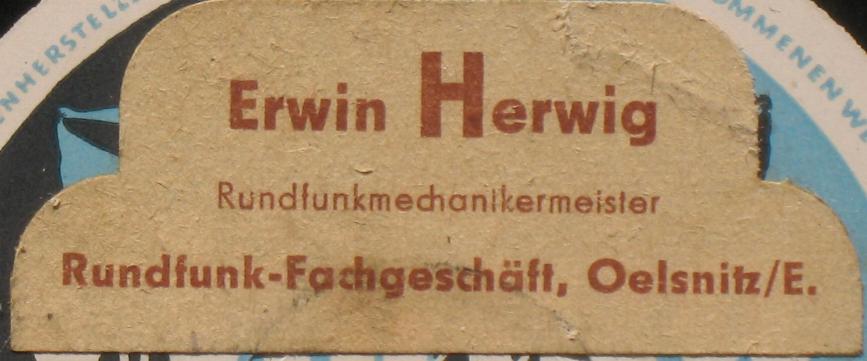 Erwin Herwig
Rundfunkmechanikermeister
Rundfunk-Fachgeschäft, Oelsnitz/E.